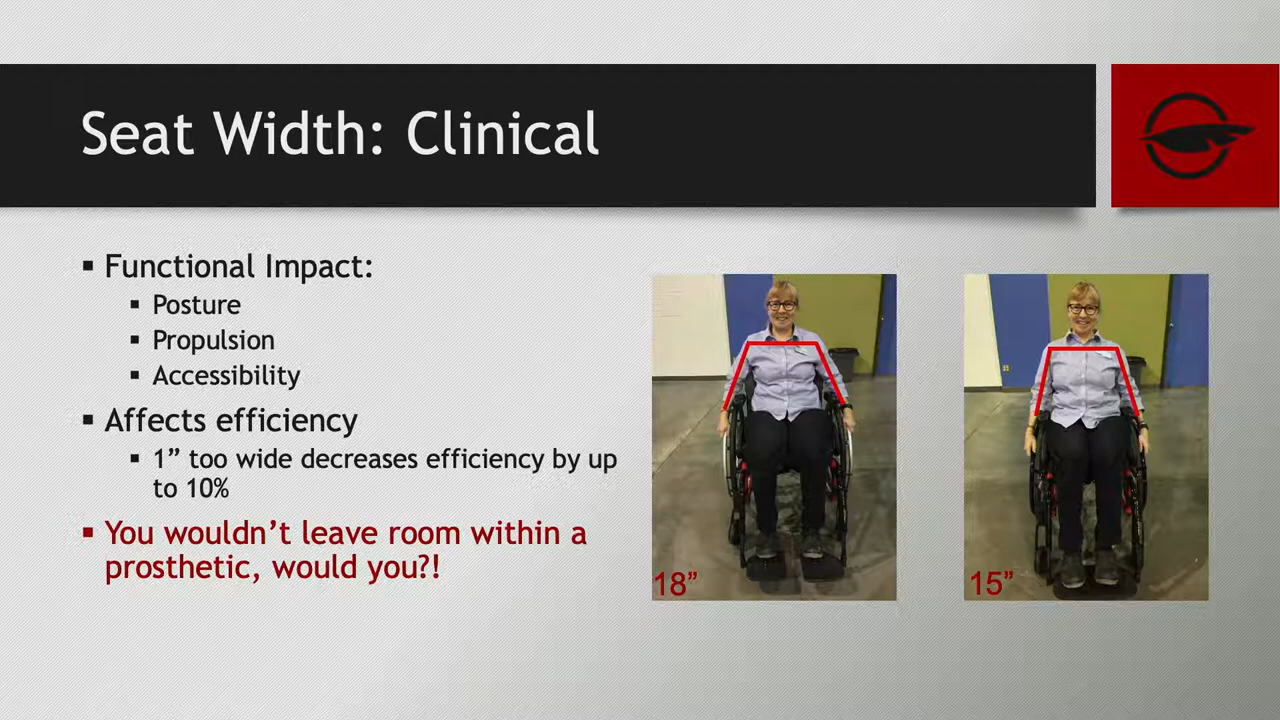 Seat Width: Clinical
▪ Functional Impact:
▪ Posture
▪ Propulsion
▪ Accessibility
▪ Affects efficiency
▪ 1” too wide decreases efficiency by up
to 10%
▪ You wouldn’t leave room within a
prosthetic, would you?!
18”
15”